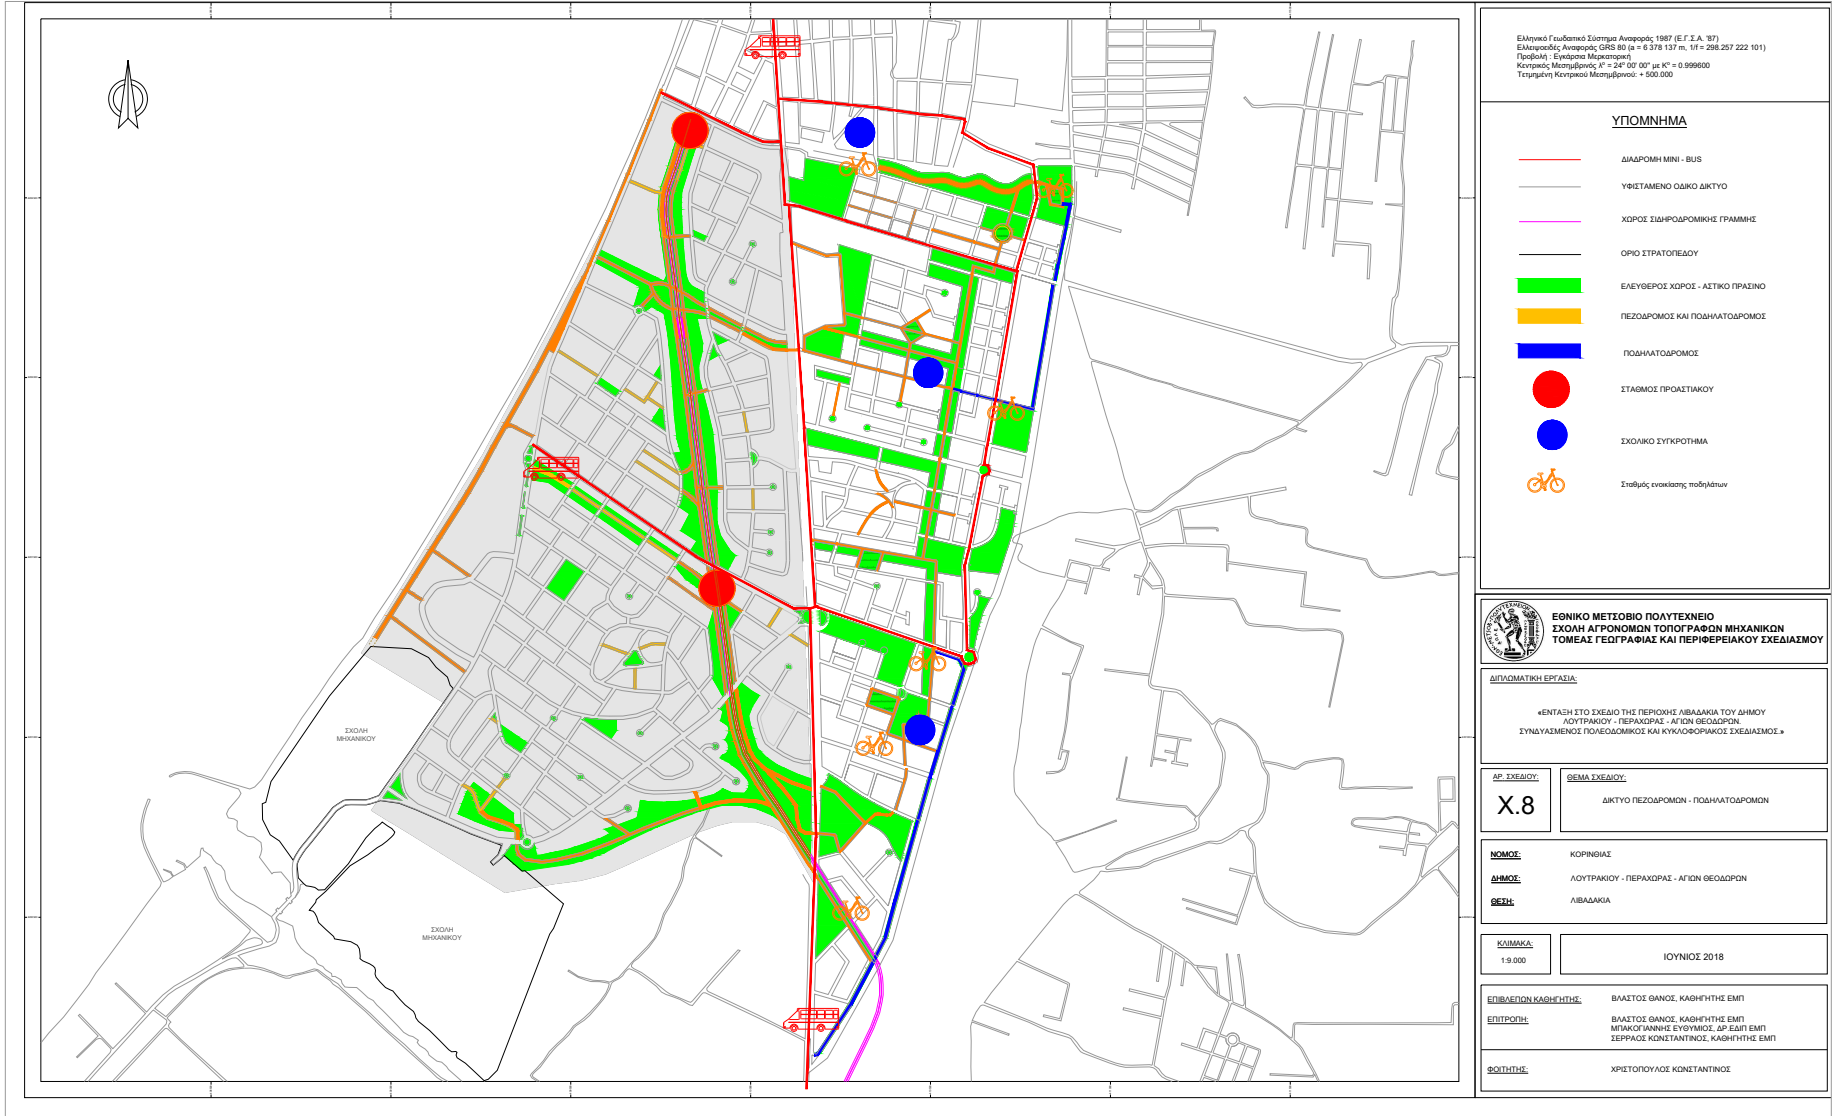 Ελληνικό Γεωδαιτικό Σύστημα Αναφοράς 1987 (Ε.Γ.Σ.Α. '87)
Ελλειψοειδές Αναφοράς GRS 80 (a = 6 378 137 m, 1/f = 298.257 222 101)
Προβολή : Εγκάρσια Μερκατορική
Κεντρικός Μεσημβρινός λº = 24º 00' 00" με Kº = 0.999600
Τετμημένη Κεντρικού Μεσημβρινού: + 500.000
ΥΠΟΜΝΗΜΑ
ΔΙΑΔΡΟΜΗ MINI - BUS
ΥΦΙΣΤΑΜΕΝΟ ΟΔΙΚΟ ΔΙΚΤΥΟ
ΧΩΡΟΣ ΣΙΔΗΡΟΔΡΟΜΙΚΗΣ ΓΡΑΜΜΗΣ
ΟΡΙΟ ΣΤΡΑΤΟΠΕΔΟΥ
ΕΛΕΥΘΕΡΟΣ ΧΩΡΟΣ - ΑΣΤΙΚΟ ΠΡΑΣΙΝΟ
ΠΕΖΟΔΡΟΜΟΣ ΚΑΙ ΠΟΔΗΛΑΤΟΔΡΟΜΟΣ
ΠΟΔΗΛΑΤΟΔΡΟΜΟΣ
ΣΤΑΘΜΟΣ ΠΡΟΑΣΤΙΑΚΟΥ
ΣΧΟΛΙΚΟ ΣΥΓΚΡΟΤΗΜΑ
Σταθμός ενοικίασης ποδηλάτων
ΕΘΝΙΚΟ ΜΕΤΣΟΒΙΟ ΠΟΛΥΤΕΧΝΕΙΟ
ΣΧΟΛΗ ΑΓΡΟΝΟΜΩΝ ΤΟΠΟΓΡΑΦΩΝ ΜΗΧΑΝΙΚΩΝ
ΤΟΜΕΑΣ ΓΕΩΓΡΑΦΙΑΣ ΚΑΙ ΠΕΡΙΦΕΡΕΙΑΚΟΥ ΣΧΕΔΙΑΣΜΟΥ
ΔΙΠΛΩΜΑΤΙΚΗ ΕΡΓΑΣΙΑ:
«ΕΝΤΑΞΗ ΣΤΟ ΣΧΕΔΙΟ ΤΗΣ ΠΕΡΙΟΧΗΣ ΛΙΒΑΔΑΚΙΑ ΤΟΥ ΔΗΜΟΥ
ΛΟΥΤΡΑΚΙΟΥ - ΠΕΡΑΧΩΡΑΣ - ΑΓΙΩΝ ΘΕΟΔΩΡΩΝ.
ΣΥΝΔΥΑΣΜΕΝΟΣ ΠΟΛΕΟΔΟΜΙΚΟΣ ΚΑΙ ΚΥΚΛΟΦΟΡΙΑΚΟΣ ΣΧΕΔΙΑΣΜΟΣ.»
ΑΡ. ΣΧΕΔΙΟΥ:
Χ.8
ΘΕΜΑ ΣΧΕΔΙΟΥ:
ΔΙΚΤΥΟ ΠΕΖΟΔΡΟΜΩΝ - ΠΟΔΗΛΑΤΟΔΡΟΜΩΝ
ΝΟΜΟΣ: ΚΟΡΙΝΘΙΑΣ
ΔΗΜΟΣ: ΛΟΥΤΡΑΚΙΟΥ - ΠΕΡΑΧΩΡΑΣ - ΑΓΙΩΝ ΘΕΟΔΩΡΩΝ
ΘΕΣΗ: ΛΙΒΑΔΑΚΙΑ
ΚΛΙΜΑΚΑ:
1:9.000
ΙΟΥΝΙΟΣ 2018
ΕΠΙΒΛΕΠΩΝ ΚΑΘΗΓΗΤΗΣ: ΒΛΑΣΤΟΣ ΘΑΝΟΣ, ΚΑΘΗΓΗΤΗΣ ΕΜΠ
ΕΠΙΤΡΟΠΗ: ΒΛΑΣΤΟΣ ΘΑΝΟΣ, ΚΑΘΗΓΗΤΗΣ ΕΜΠ
ΜΠΑΚΟΓΙΑΝΝΗΣ ΕΥΘΥΜΙΟΣ, ΔΡ.ΕΔΙΠ ΕΜΠ
ΣΕΡΡΑΟΣ ΚΩΝΣΤΑΝΤΙΝΟΣ, ΚΑΘΗΓΗΤΗΣ ΕΜΠ
ΦΟΙΤΗΤΗΣ: ΧΡΙΣΤΟΠΟΥΛΟΣ ΚΩΝΣΤΑΝΤΙΝΟΣ
ΣΧΟΛΗ
ΜΗΧΑΝΙΚΟΥ
ΣΧΟΛΗ
ΜΗΧΑΝΙΚΟΥ